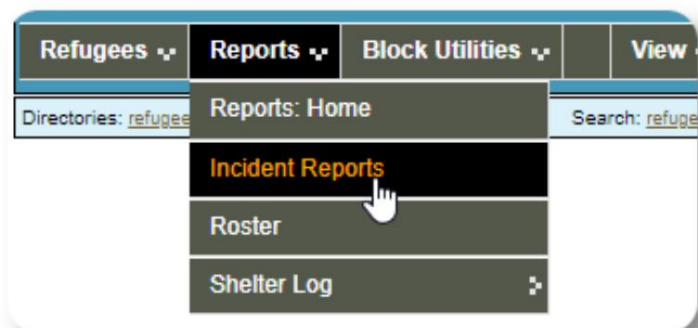 Refugees Reports Block Utilities View
Directories: refugee Reports: Home Search: refuge
Incident Reports
Roster
Shelter Log